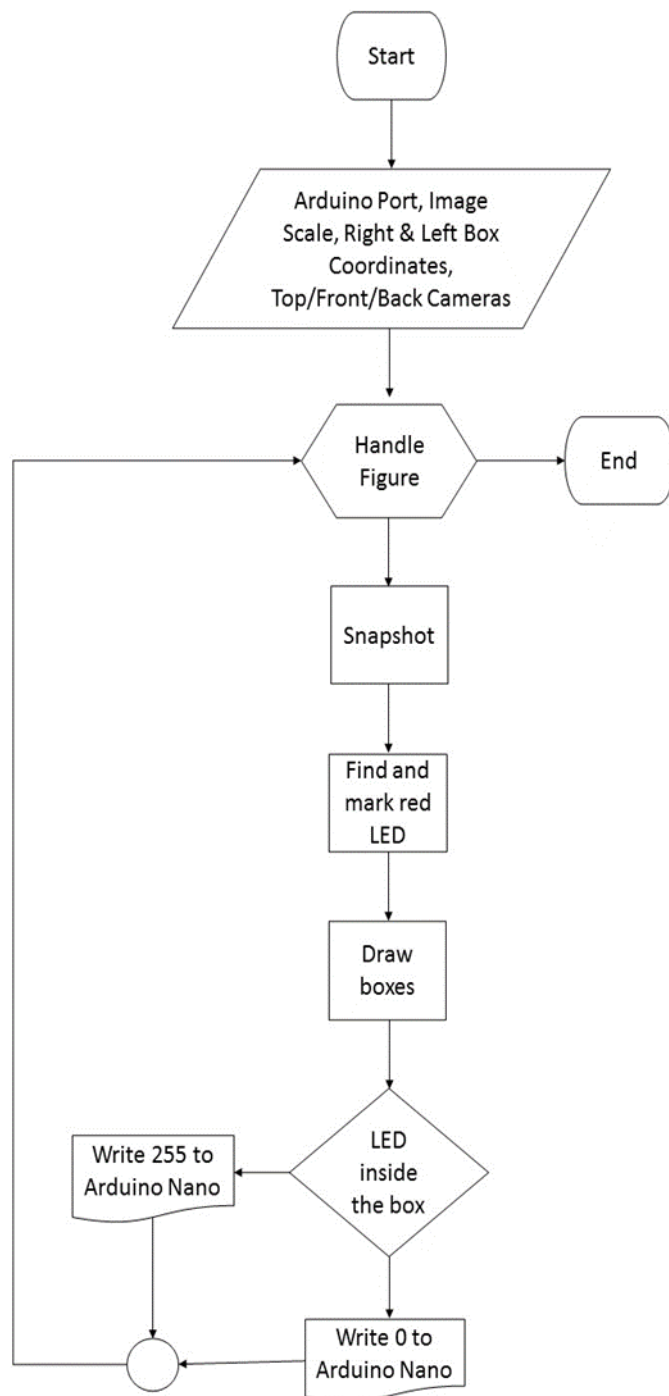 Start
Arduino Port, Image
Scale, Right & Left Box
Coordinates,
Top/Front/Back Cameras
Handle
Figure
End
Snapshot
Find and
mark red
LED
Draw
boxes
LED
inside
the box
Write 255 to
Arduino Nano
Write 0 to
Arduino Nano